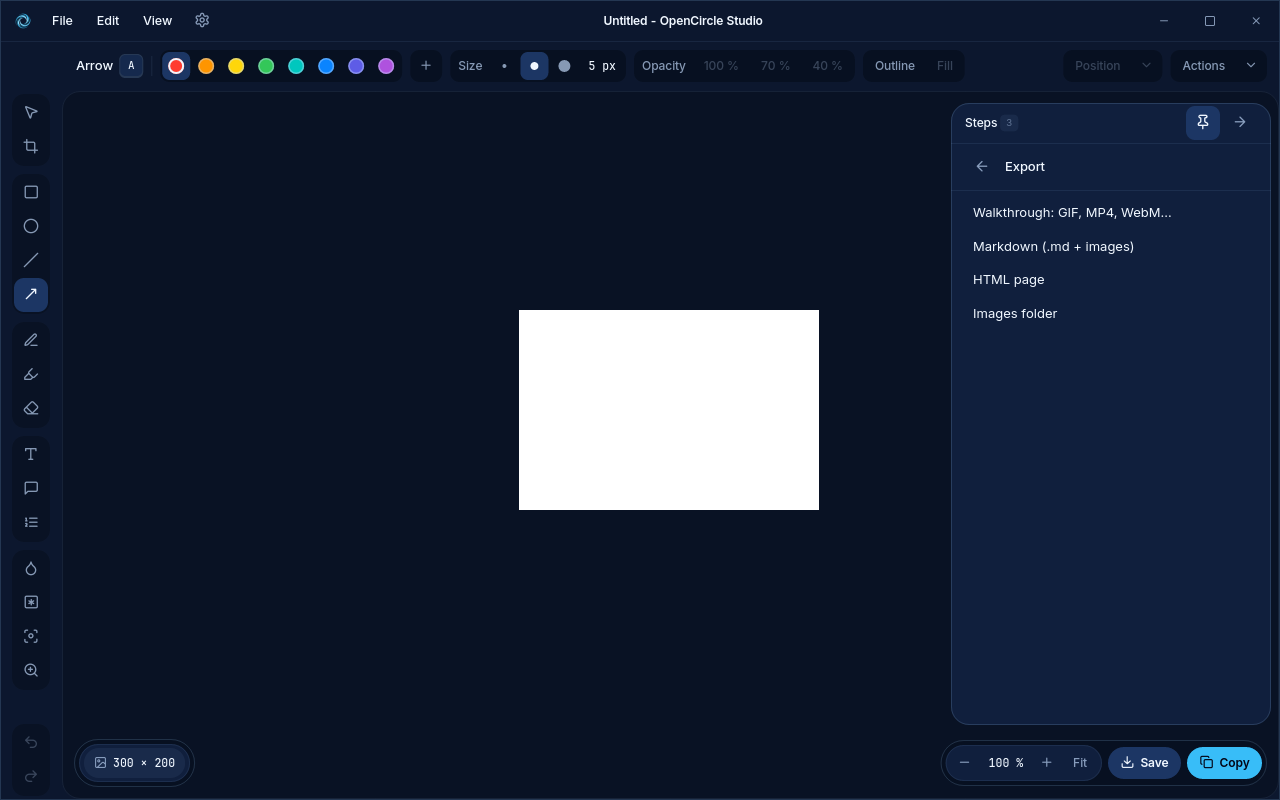 File Edit View Untitled - OpenCircle Studio
Arrow A Size 5 px Opacity 100 % 70 % 40 % Outline Fill Position Actions
Steps 3
Export
Walkthrough: GIF, MP4, WebM...
Markdown (.md + images)
HTML page
Images folder
300 × 200 100 % Fit Save Copy